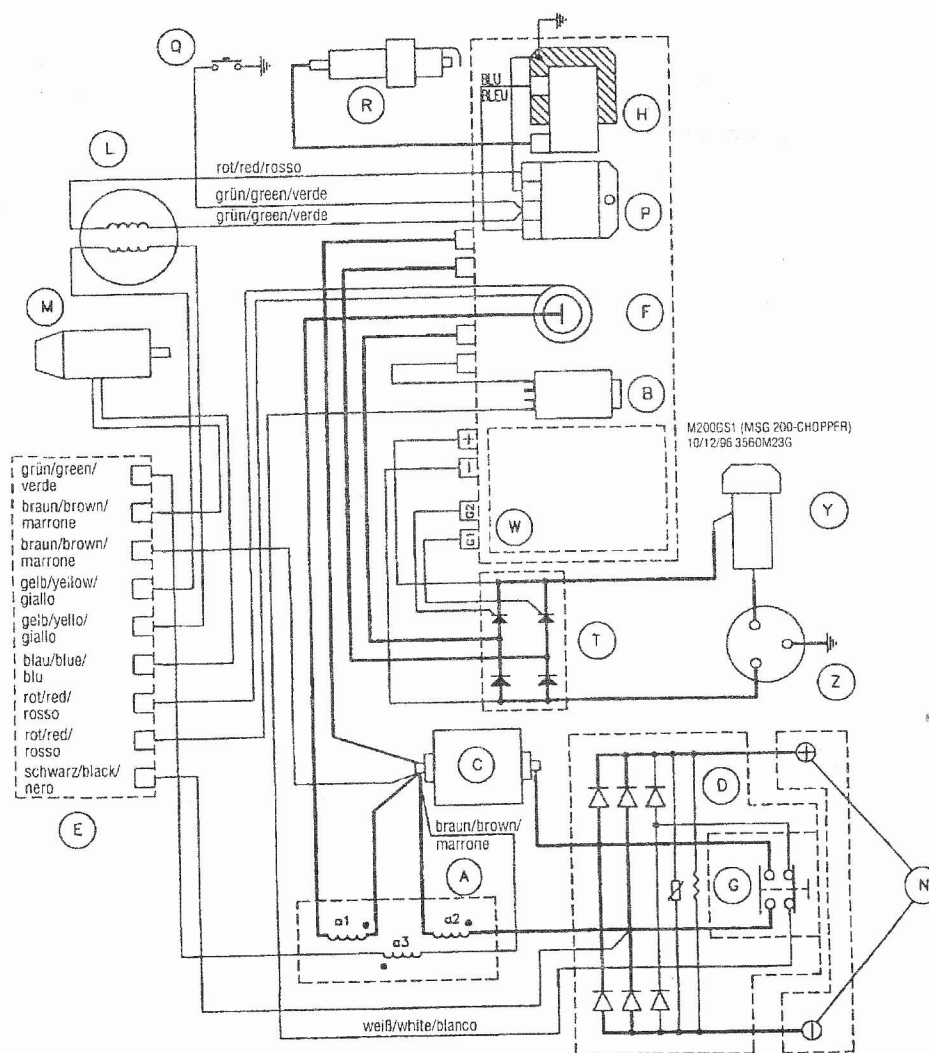 Q
R
BLU
BLEU
H
L
rot/red/rosso
grün/green/verde
grün/green/verde
P
M
F
B
M200GS1 (MSG 200-CHOPPER)
10/12/96 3560M23G
+
−
G2
G1
W
Y
grün/green/
verde
braun/brown/
marrone
braun/brown/
marrone
gelb/yellow/
giallo
gelb/yello/
giallo
blau/blue/
blu
rot/red/
rosso
rot/red/
rosso
schwarz/black/
nero
T
Z
C
D
E
braun/brown/
marrone
A
G
N
a1
a2
a3
weiß/white/blanco
+
−